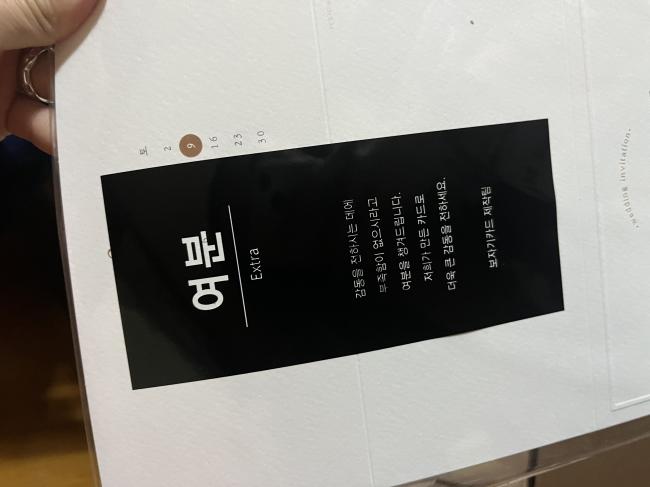 여분
Extra
감동을 전하시는 데에
부족함이 없으시라고
여분을 챙겨드립니다.
저희가 만든 카드로
더욱 큰 감동을 전하세요.
보자기카드 제작팀
토
2
9
16
23
30
wedding invitation.